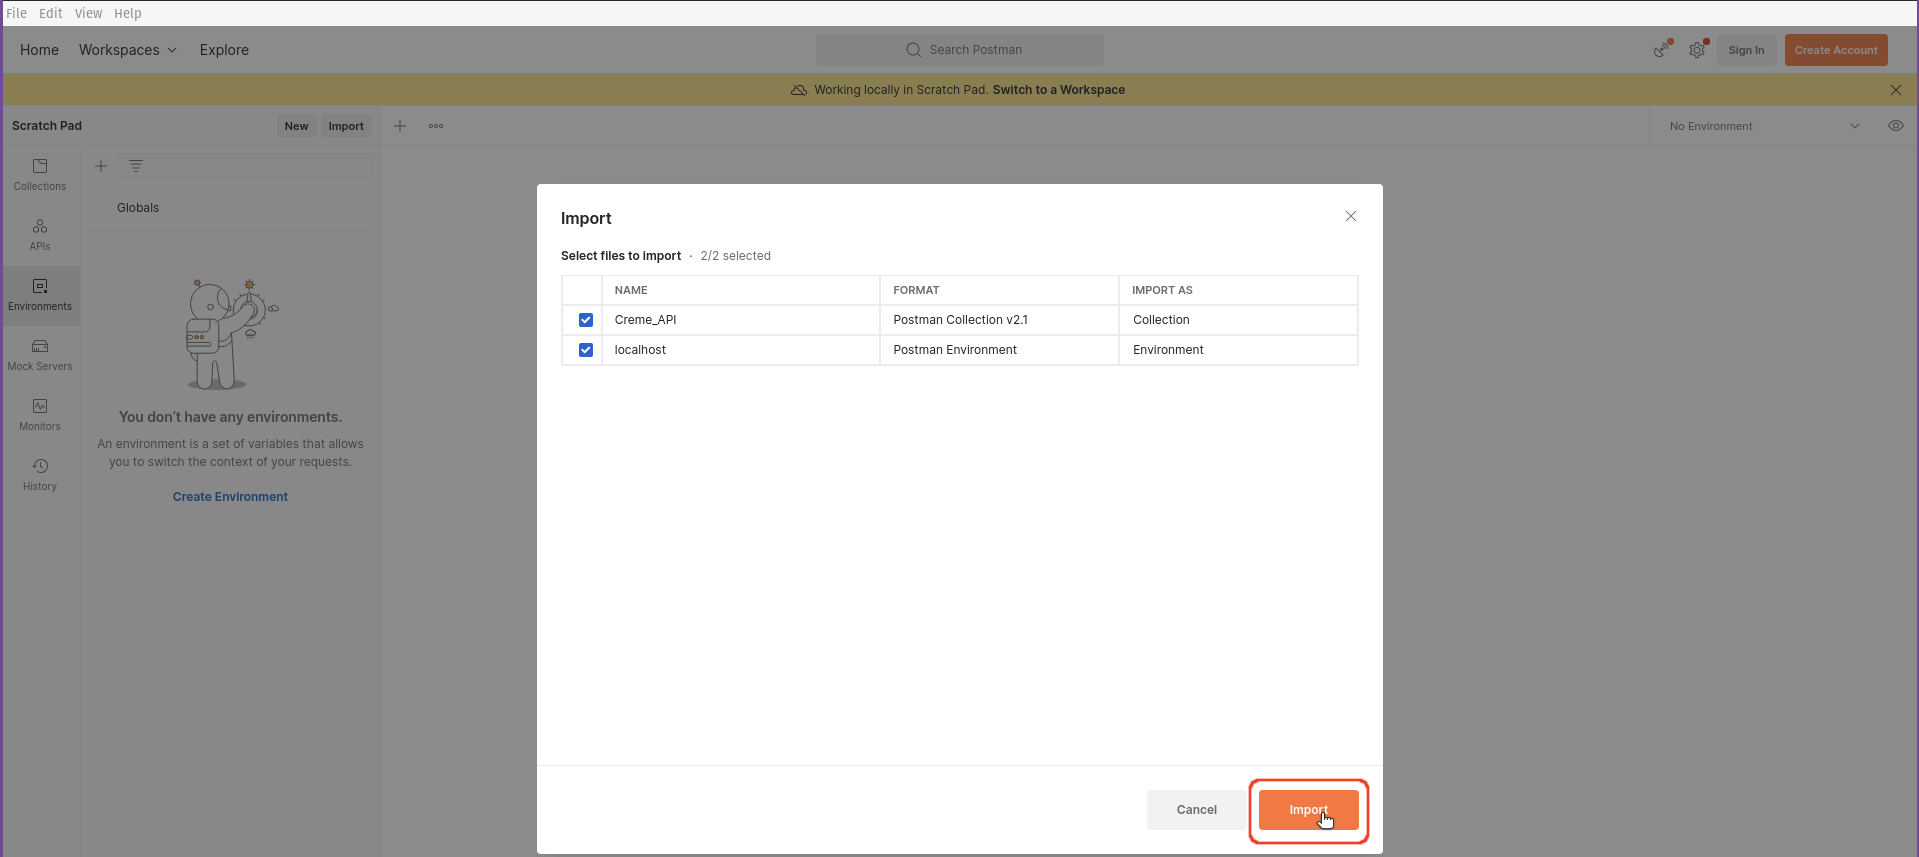 File Edit View Help
Home Workspaces Explore Search Postman Sign In Create Account
Working locally in Scratch Pad. Switch to a Workspace
Scratch Pad New Import No Environment
Collections
APIs
Environments
Mock Servers
Monitors
History
Globals
You don't have any environments.
An environment is a set of variables that allows
you to switch the context of your requests.
Create Environment
Import
Select files to import · 2/2 selected
NAME FORMAT IMPORT AS
Creme_API Postman Collection v2.1 Collection
localhost Postman Environment Environment
Cancel Import